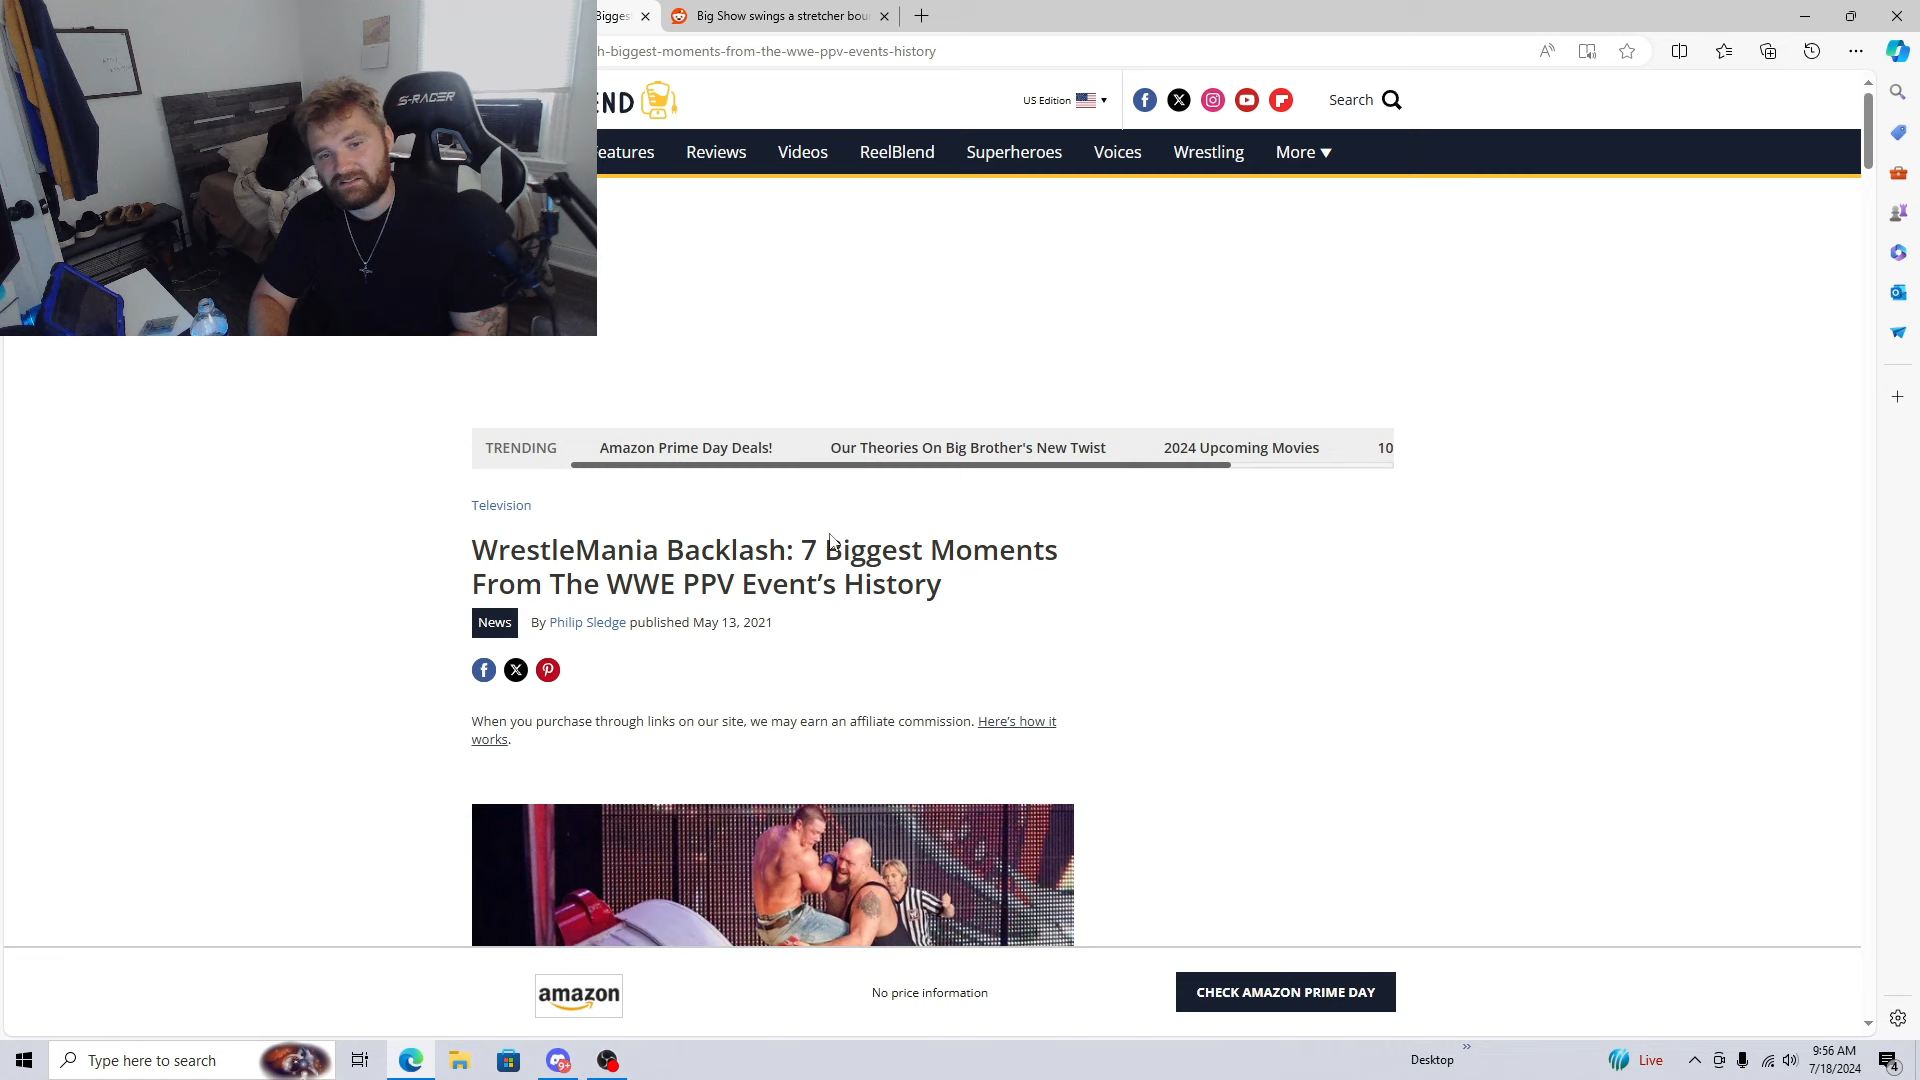 Bigges
Big Show swings a stretcher bou
h-biggest-moments-from-the-wwe-ppv-events-history
S-RACER
END
US Edition
Search
eatures
Reviews
Videos
ReelBlend
Superheroes
Voices
Wrestling
More ▼
TRENDING
Amazon Prime Day Deals!
Our Theories On Big Brother's New Twist
2024 Upcoming Movies
10
Television
WrestleMania Backlash: 7 Biggest Moments
From The WWE PPV Event's History
News
By Philip Sledge published May 13, 2021
When you purchase through links on our site, we may earn an affiliate commission. Here's how it
works.
amazon
No price information
CHECK AMAZON PRIME DAY
Type here to search
9+
Desktop
Live
9:56 AM
7/18/2024
4